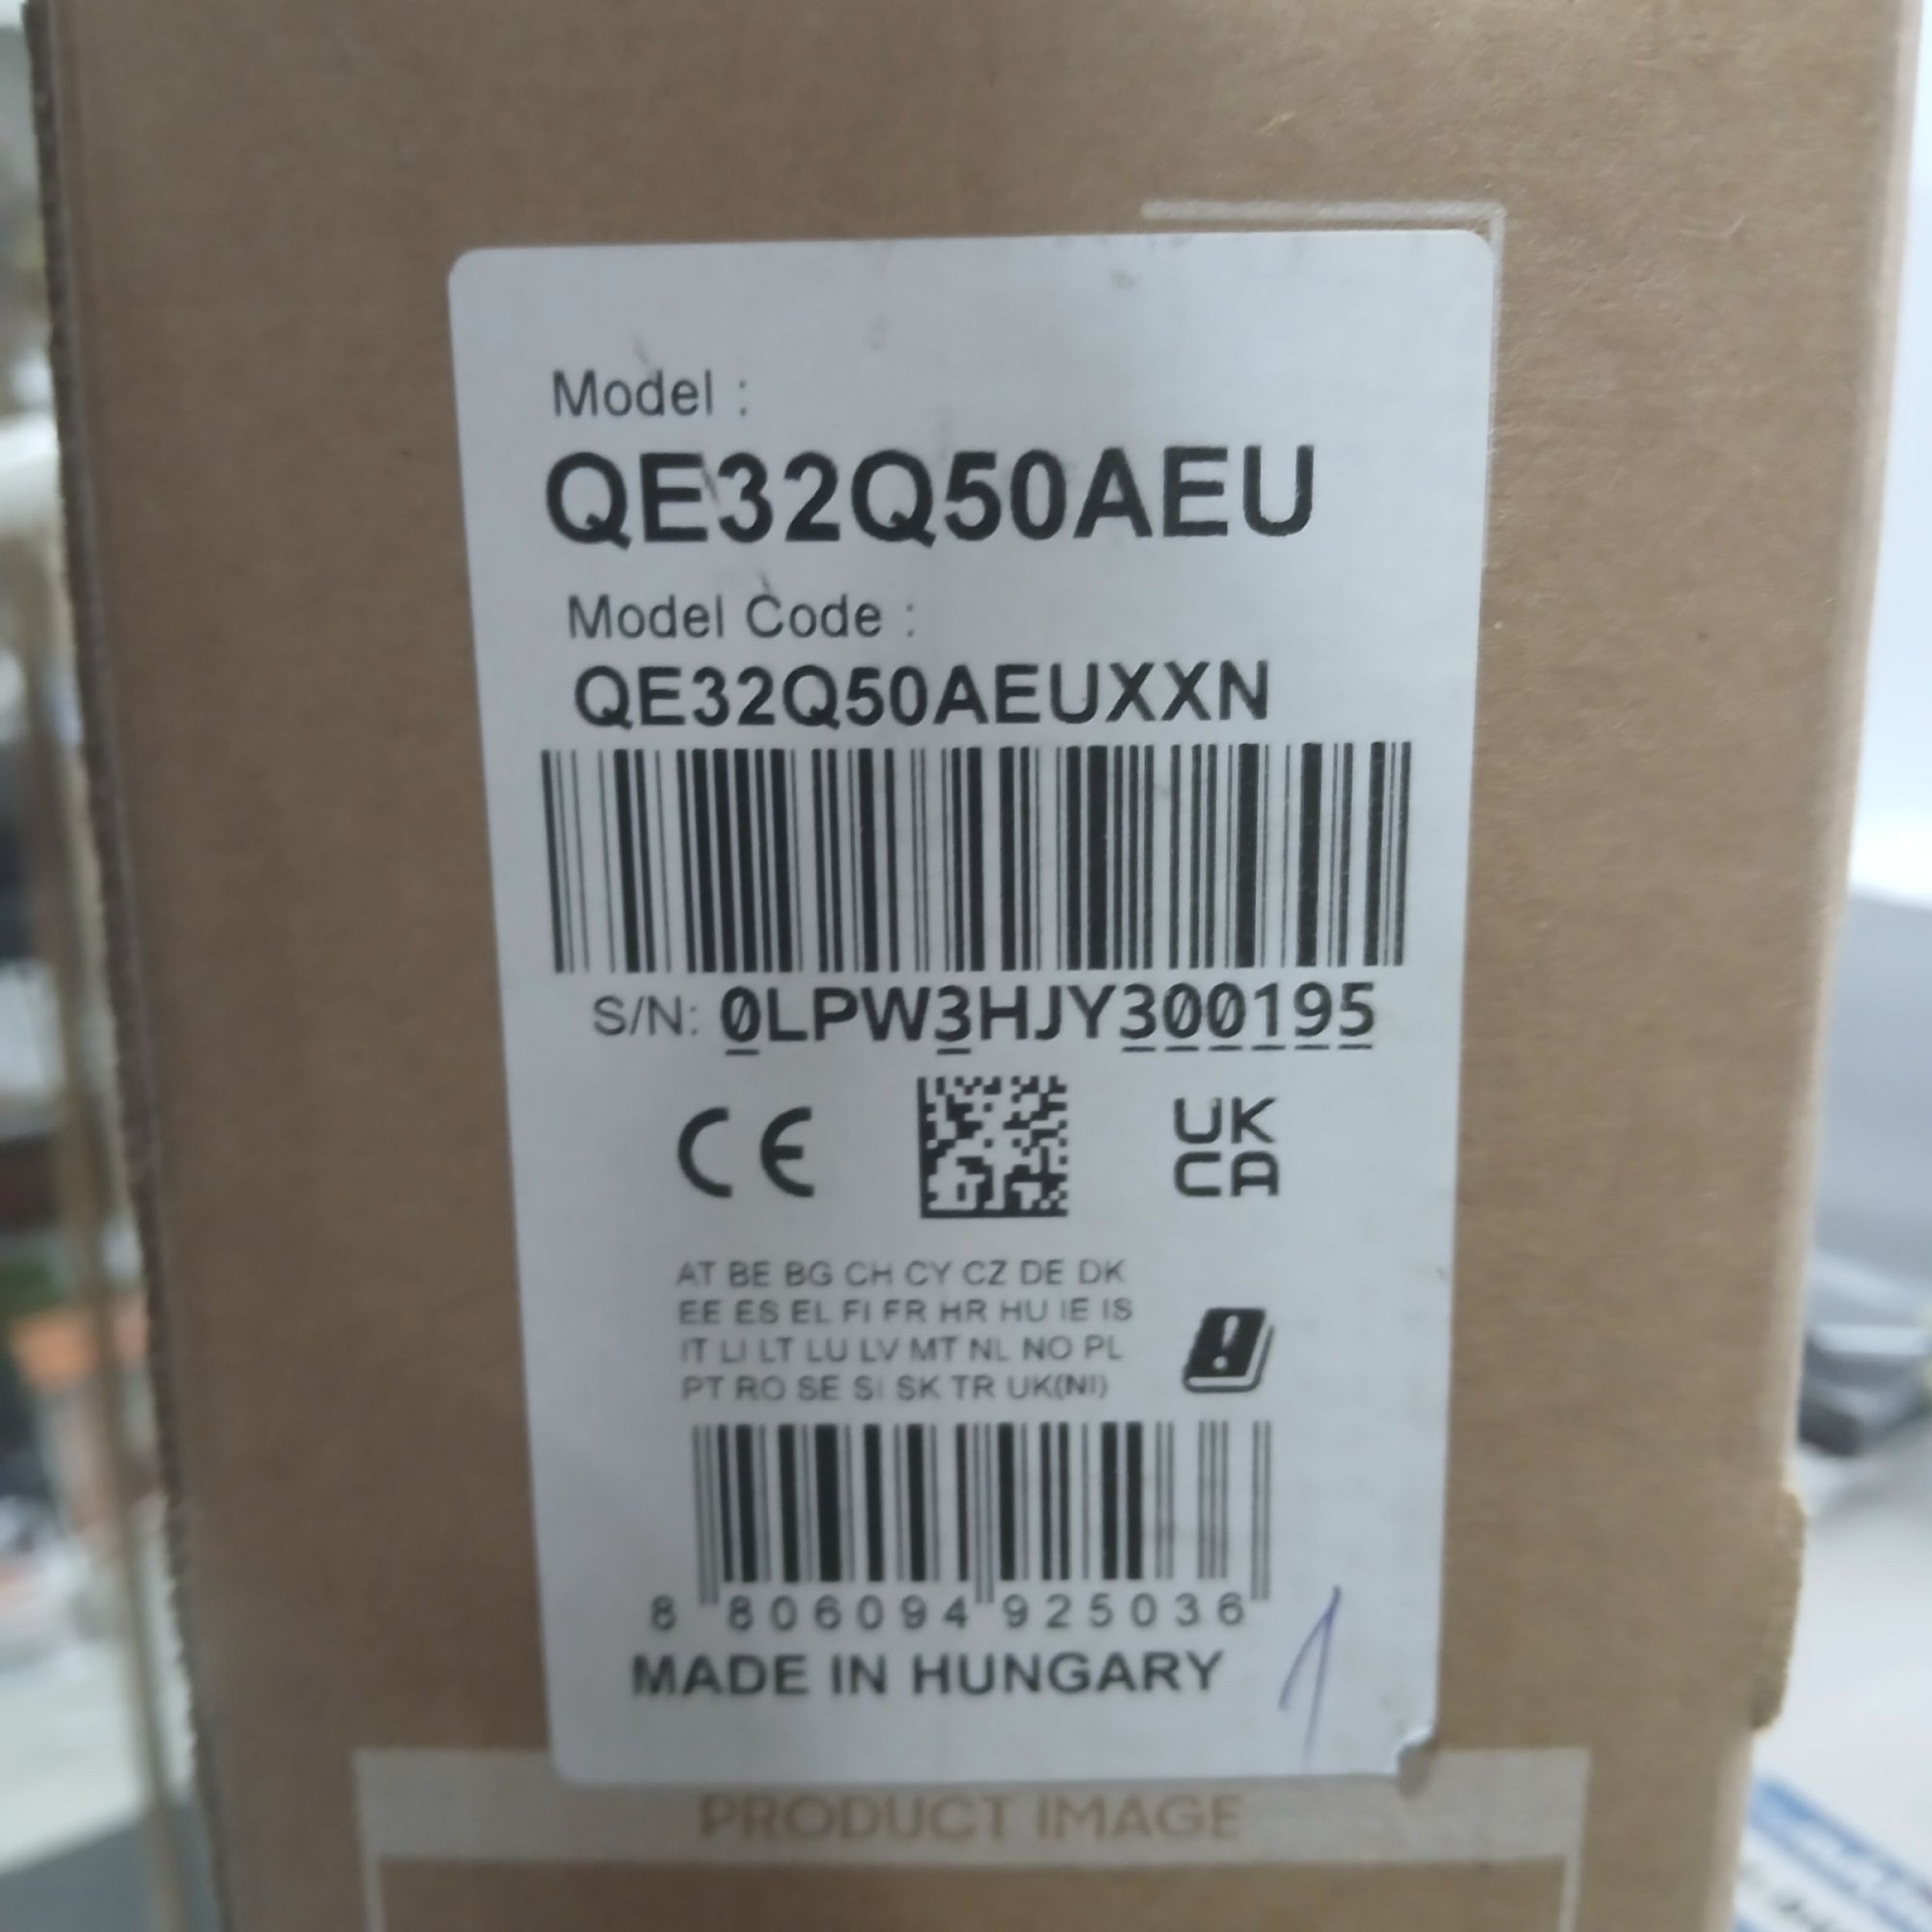 Model :
QE32Q50AEU
Model Code :
QE32Q50AEUXXN
S/N: 0LPW3HJY300195
CE
UK
CA
AT BE BG CH CY CZ DE DK
EE ES EL FI FR HR HU IE IS
IT LI LT LU LV MT NL NO PL
PT RO SE SI SK TR UK(NI)
8 806094 925036
MADE IN HUNGARY
1
PRODUCT IMAGE